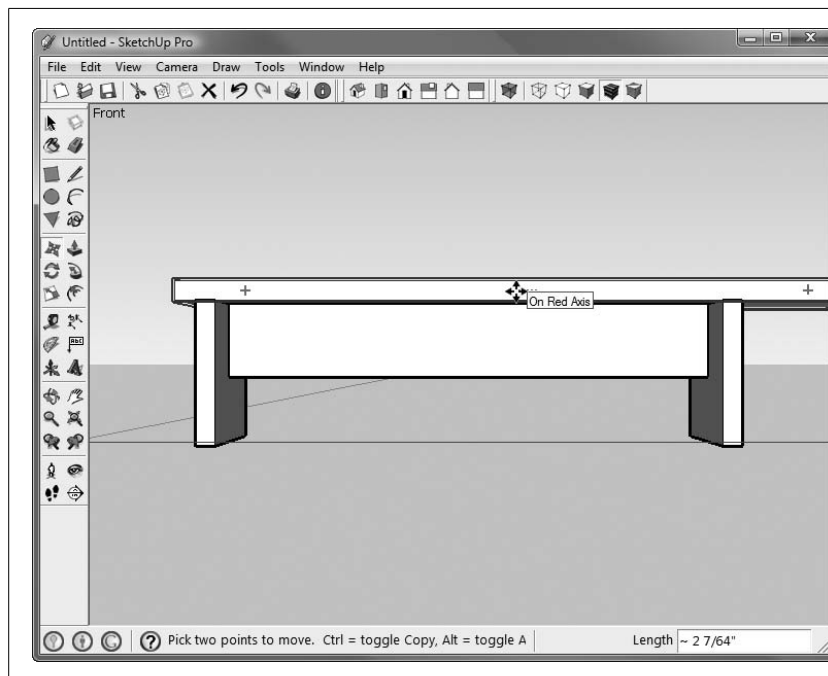 Untitled - SketchUp Pro
File Edit View Camera Draw Tools Window Help
Front
On Red Axis
Abc
Pick two points to move. Ctrl = toggle Copy, Alt = toggle A
Length ~ 2 7/64"